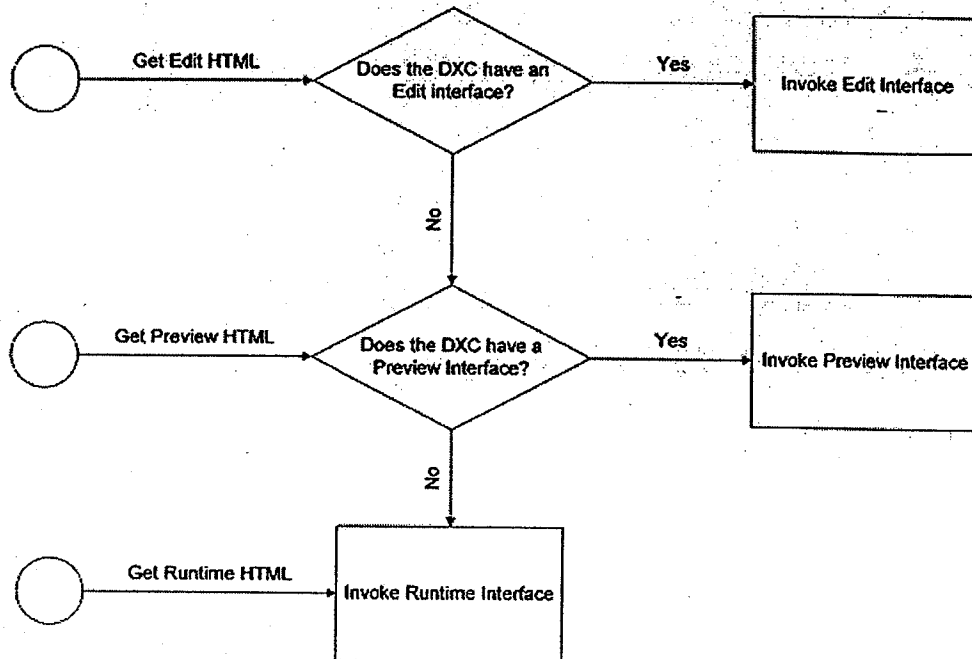 Get Edit HTML
Does the DXC have an
Edit interface?
Yes
Invoke Edit Interface
No
Get Preview HTML
Does the DXC have a
Preview Interface?
Yes
Invoke Preview Interface
No
Get Runtime HTML
Invoke Runtime Interface